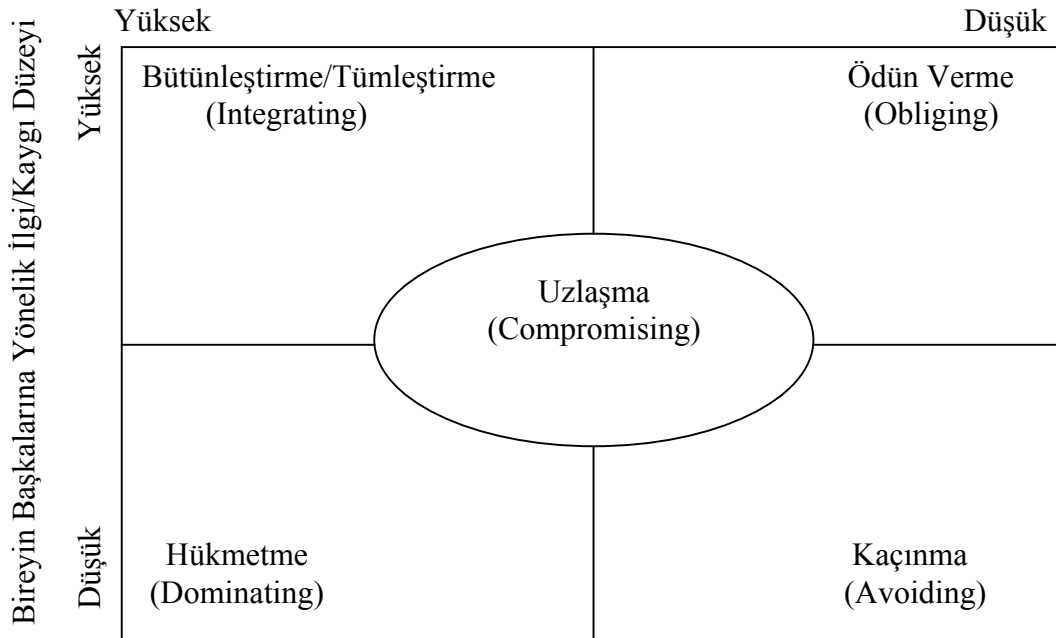 Yüksek
Düşük
Bireyin Başkalarına Yönelik İlgi/Kaygı Düzeyi
Yüksek
Bütünleştirme/Tümleştirme
(Integrating)
Ödün Verme
(Obliging)
Uzlaşma
(Compromising)
Düşük
Hükmetme
(Dominating)
Kaçınma
(Avoiding)